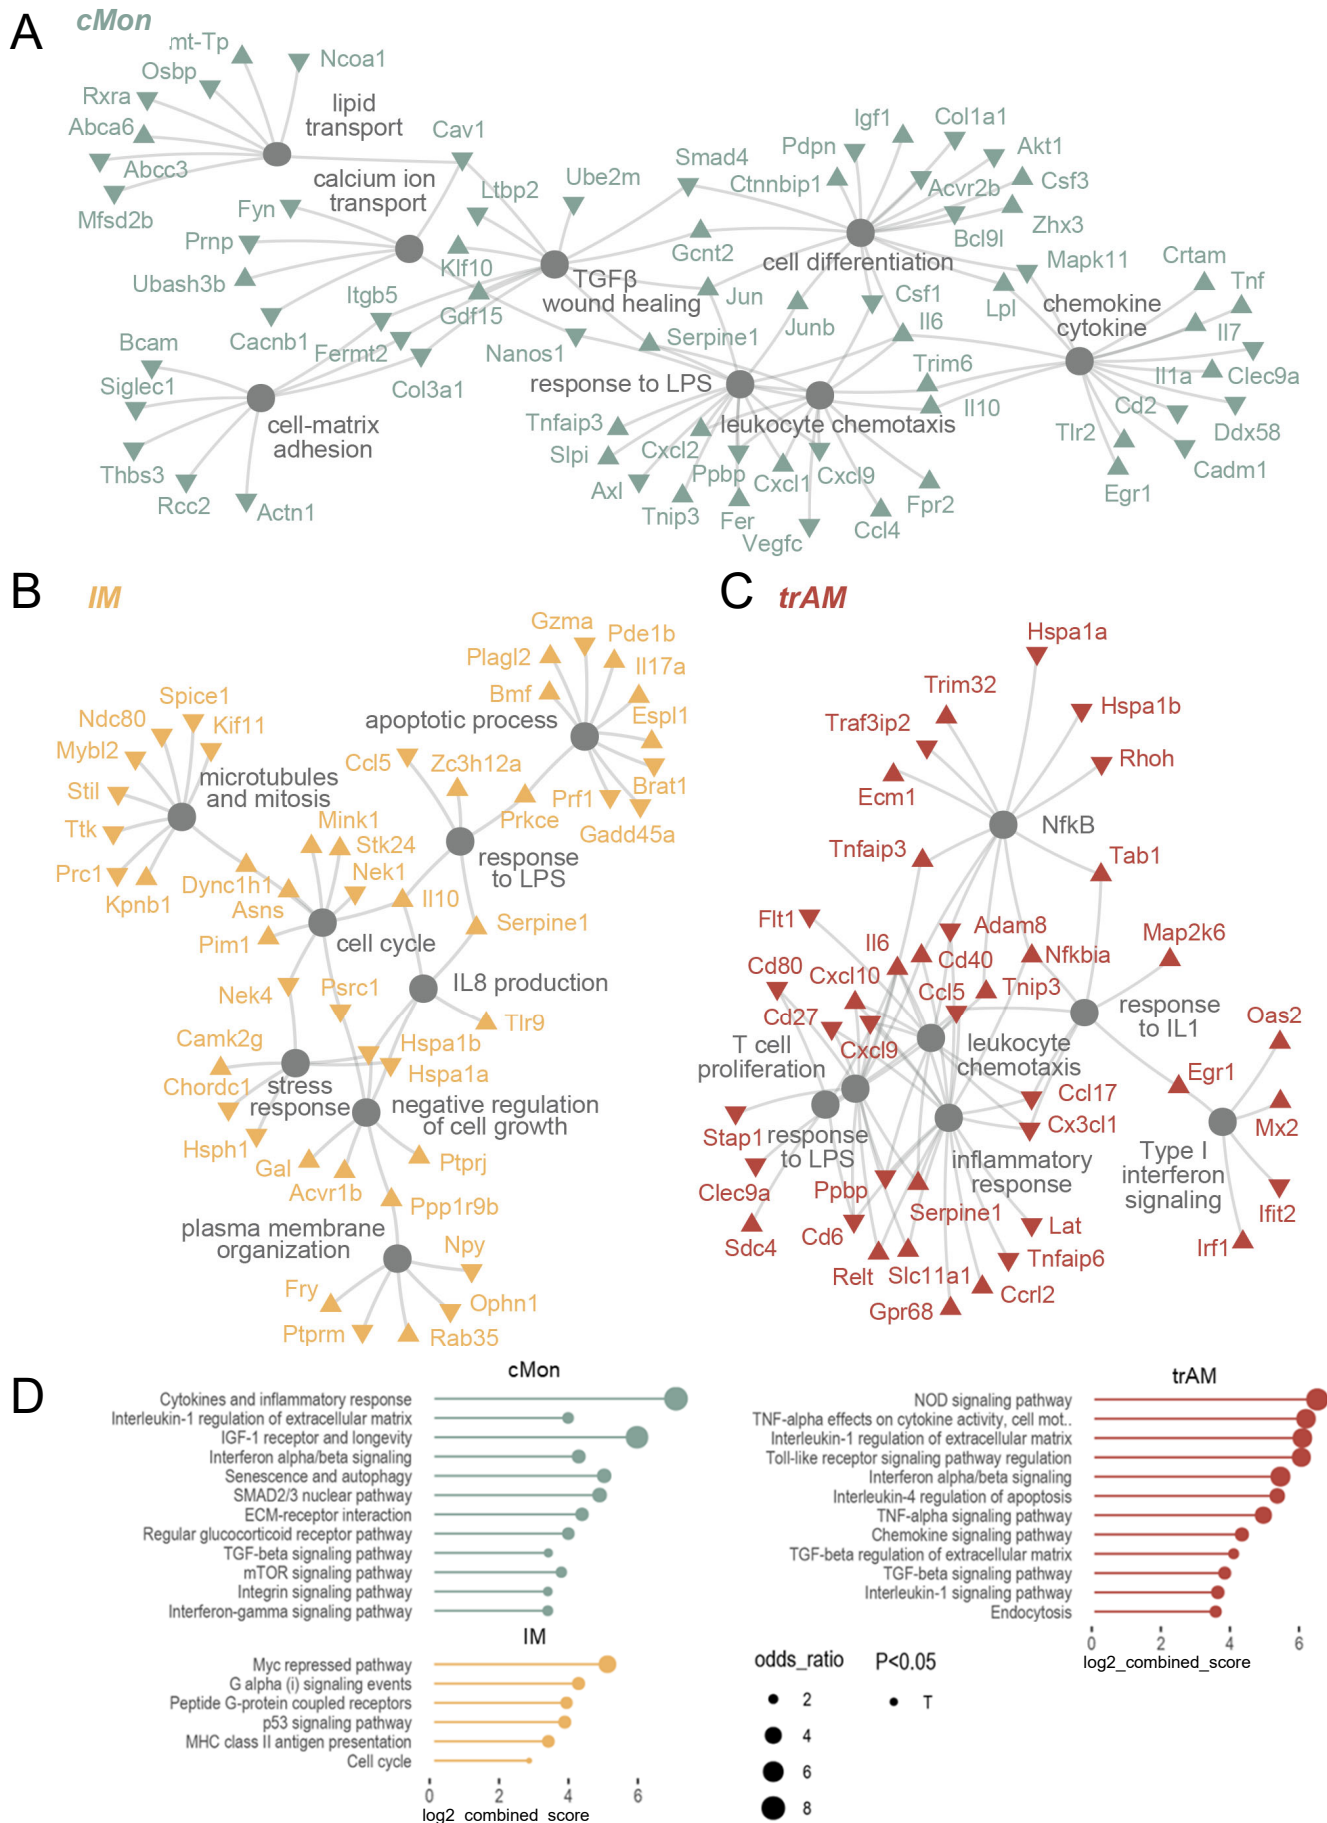 A
cMon
mt-Tp
Ncoa1
Osbp
Rxra
lipid
transport
Abca6
Cav1
Abcc3
Mfsd2b
calcium ion
transport
Fyn
Prnp
Ubash3b
Cacnb1
Ltbp2
Ube2m
Klf10
Itgb5
Gdf15
Fermt2
Col3a1
Nanos1
TGFβ
wound healing
Smad4
Gcnt2
Igf1
Col1a1
Pdpn
Akt1
Ctnnbip1
Acvr2b
Csf3
Zhx3
Bcl9l
cell differentiation
Mapk11
Lpl
Crtam
Tnf
chemokine
cytokine
Il7
Jun
Junb
Csf1
Il6
Serpine1
Trim6
Il10
Il1a
Clec9a
Cd2
Ddx58
Tlr2
Cadm1
Egr1
Bcam
Siglec1
cell-matrix
adhesion
Thbs3
Rcc2
Actn1
response to LPS
leukocyte chemotaxis
Tnfaip3
Slpi
Cxcl2
Axl
Ppbp
Cxcl1
Cxcl9
Tnip3
Fer
Vegfc
Ccl4
Fpr2
B
IM
Gzma
Pde1b
Plagl2
Il17a
Bmf
Espl1
apoptotic process
Brat1
Prf1
Gadd45a
Prkce
Spice1
Ndc80
Kif11
Mybl2
microtubules
and mitosis
Stil
Ttk
Prc1
Kpnb1
Dync1h1
Asns
Pim1
Mink1
Stk24
Nek1
Ccl5
Zc3h12a
response
to LPS
Il10
Serpine1
cell cycle
IL8 production
Tlr9
Nek4
Psrc1
Camk2g
Chordc1
Hsph1
stress
response
Hspa1b
Hspa1a
negative regulation
of cell growth
Gal
Acvr1b
Ptprj
Ppp1r9b
plasma membrane
organization
Npy
Fry
Ophn1
Ptprm
Rab35
C
trAM
Hspa1a
Trim32
Hspa1b
Traf3ip2
Rhoh
Ecm1
NfkB
Tnfaip3
Tab1
Flt1
Adam8
Il6
Cd40
Nfkbia
Map2k6
Cd80
Cxcl10
Ccl5
Tnip3
Cd27
Cxcl9
response
to IL1
Oas2
T cell
proliferation
leukocyte
chemotaxis
Egr1
Ccl17
Cx3cl1
Mx2
Stap1
response
to LPS
inflammatory
response
Type I
interferon
signaling
Clec9a
Ppbp
Serpine1
Sdc4
Cd6
Lat
Ifit2
Irf1
Relt
Slc11a1
Tnfaip6
Ccrl2
Gpr68
D
cMon
Cytokines and inflammatory response
Interleukin-1 regulation of extracellular matrix
IGF-1 receptor and longevity
Interferon alpha/beta signaling
Senescence and autophagy
SMAD2/3 nuclear pathway
ECM-receptor interaction
Regular glucocorticoid receptor pathway
TGF-beta signaling pathway
mTOR signaling pathway
Integrin signaling pathway
Interferon-gamma signaling pathway
IM
Myc repressed pathway
G alpha (i) signaling events
Peptide G-protein coupled receptors
p53 signaling pathway
MHC class II antigen presentation
Cell cycle
0 2 4 6
log2_combined_score
trAM
NOD signaling pathway
TNF-alpha effects on cytokine activity, cell mot..
Interleukin-1 regulation of extracellular matrix
Toll-like receptor signaling pathway regulation
Interferon alpha/beta signaling
Interleukin-4 regulation of apoptosis
TNF-alpha signaling pathway
Chemokine signaling pathway
TGF-beta regulation of extracellular matrix
TGF-beta signaling pathway
Interleukin-1 signaling pathway
Endocytosis
0 2 4 6
log2_combined_score
odds_ratio
2
4
6
8
P<0.05
T